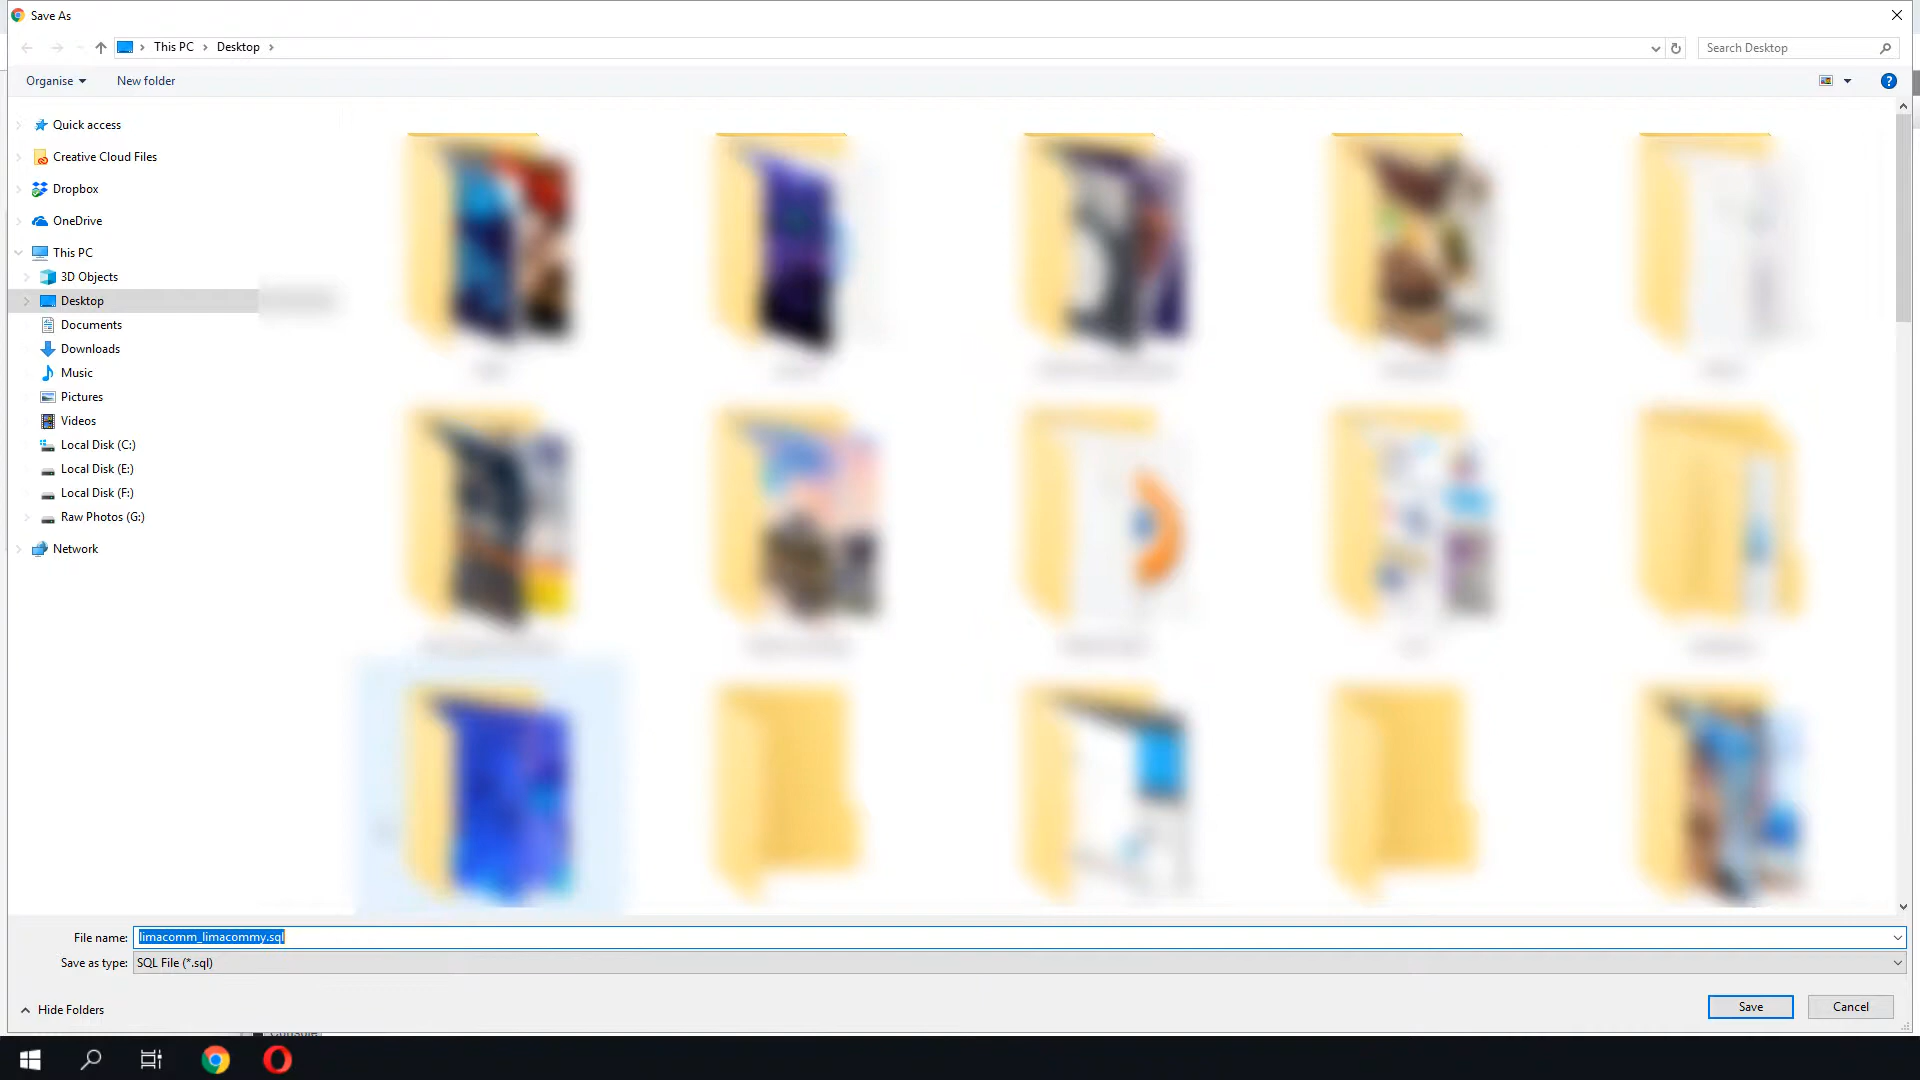 Save As
This PC
Desktop
Search Desktop
Organise
New folder
Quick access
Creative Cloud Files
Dropbox
OneDrive
This PC
3D Objects
Desktop
Documents
Downloads
Music
Pictures
Videos
Local Disk (C:)
Local Disk (E:)
Local Disk (F:)
Raw Photos (G:)
Network
File name: limacomm_limacommy.sql
Save as type: SQL File (*.sql)
Hide Folders
Save
Cancel